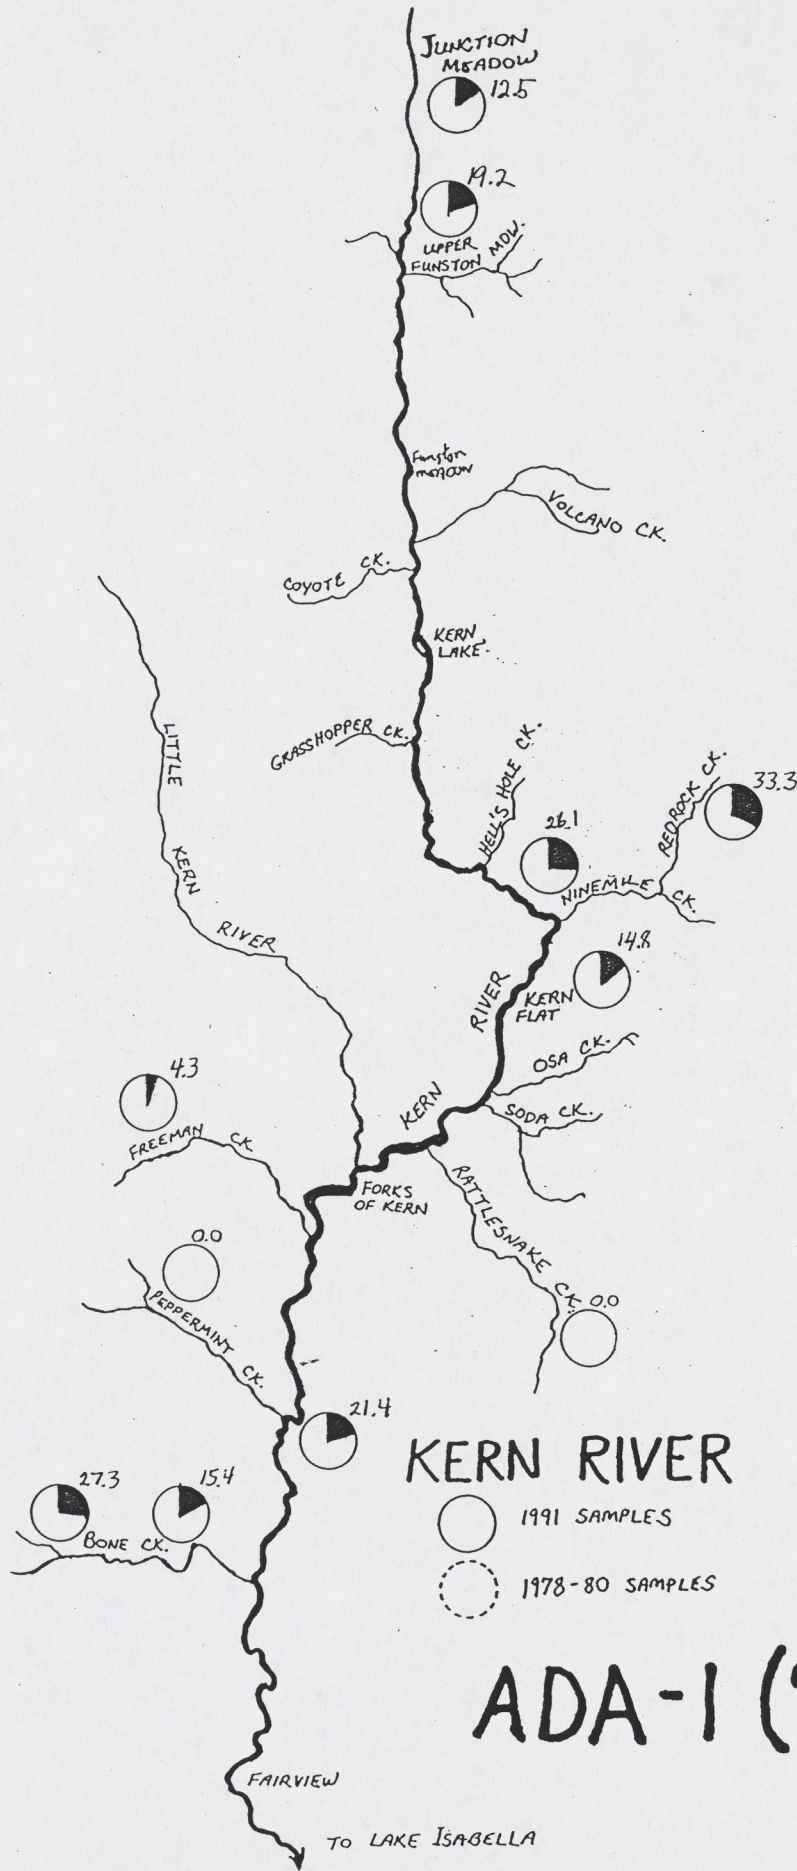 JUNCTION
MEADOW
12.5
19.2
UPPER
FUNSTON MDW.
Funston
meadow
VOLCANO CK.
COYOTE CK.
KERN
LAKE
GRASSHOPPER CK.
HELL'S HOLE CK.
REDROCK CK.
33.3
26.1
NINEMILE CK.
LITTLE
KERN
RIVER
14.8
KERN
FLAT
RIVER
OSA CK.
4.3
KERN
SODA CK.
FREEMAN CK.
FORKS
OF KERN
RATTLESNAKE CK.
0.0
0.0
PEPPERMINT CK.
21.4
27.3
15.4
BONE CK.
KERN RIVER
1991 SAMPLES
1978-80 SAMPLES
ADA-1 (
FAIRVIEW
TO LAKE ISABELLA